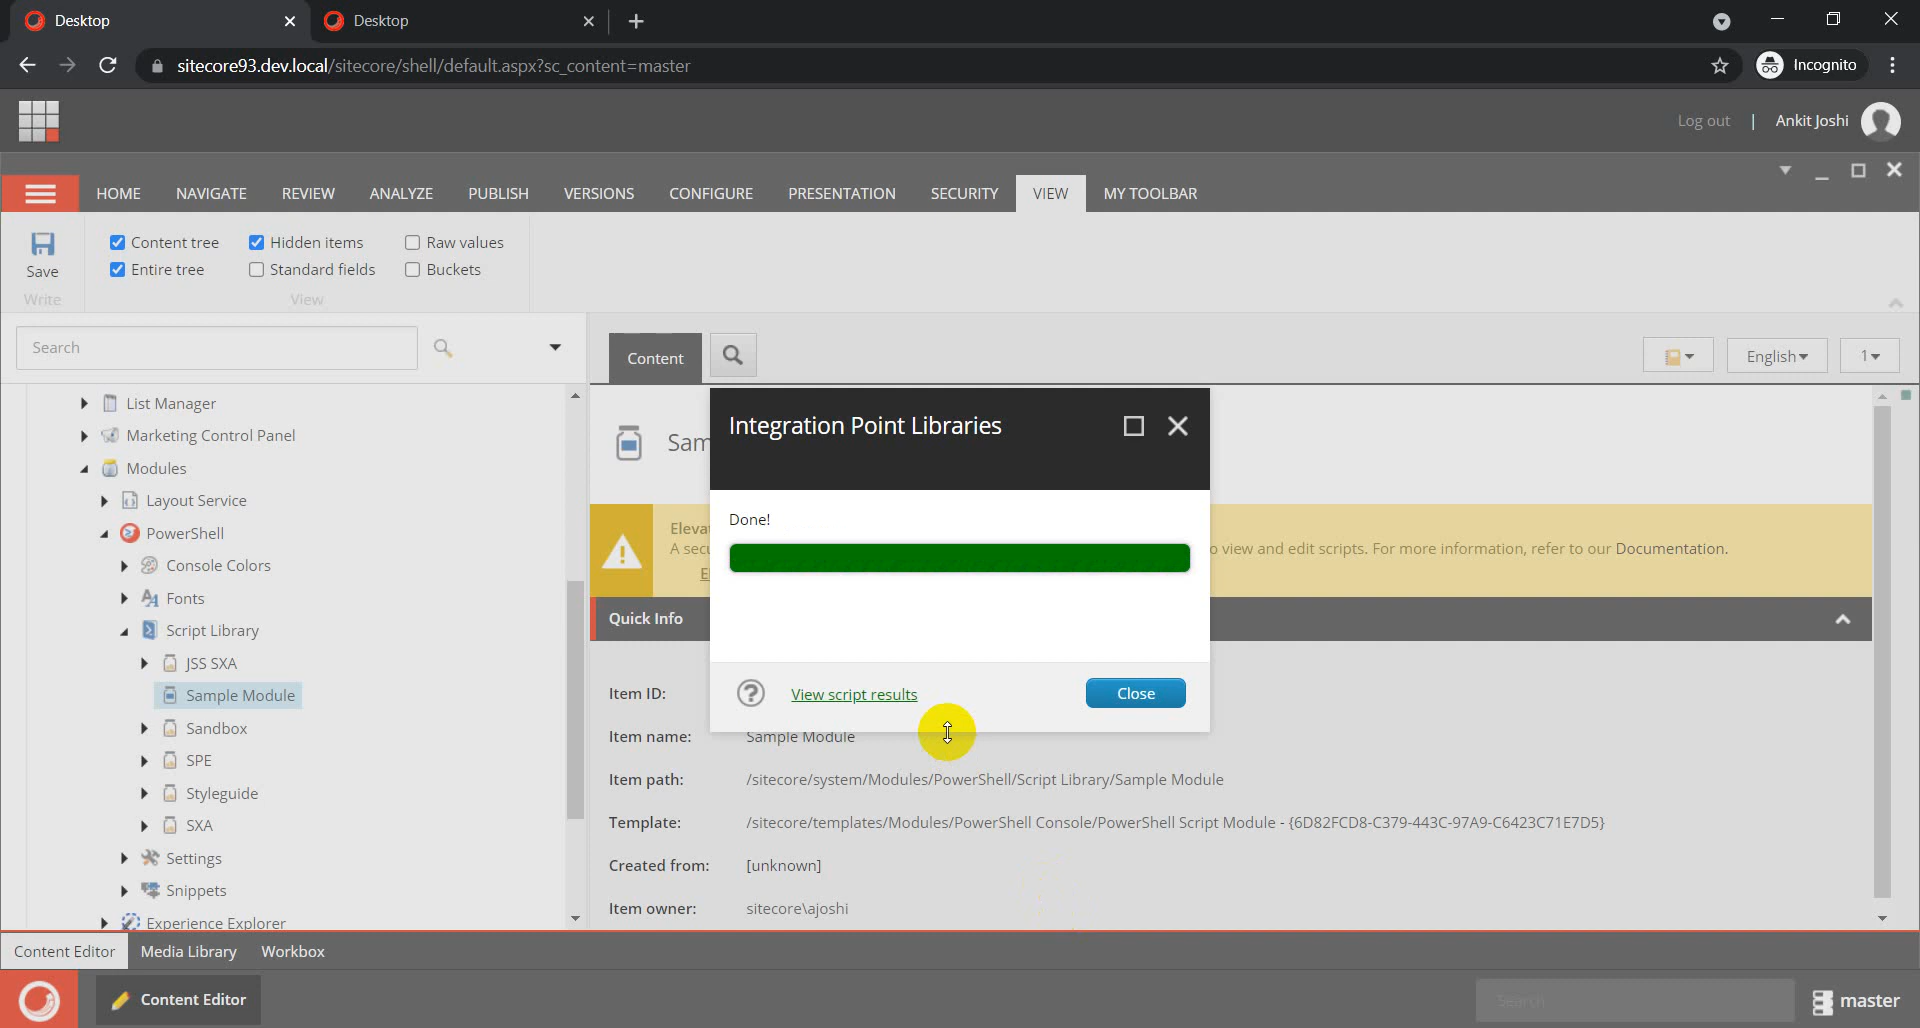 Desktop
Desktop
sitecore93.dev.local/sitecore/shell/default.aspx?sc_content=master
Incognito
Log out | Ankit Joshi
HOME NAVIGATE REVIEW ANALYZE PUBLISH VERSIONS CONFIGURE PRESENTATION SECURITY VIEW MY TOOLBAR
Content tree Hidden items Raw values
Save Entire tree Standard fields Buckets
Write View
Search
Content
English 1
List Manager
Marketing Control Panel
Modules
Layout Service
PowerShell
Console Colors
Fonts
Script Library
JSS SXA
Sample Module
Sandbox
SPE
Styleguide
SXA
Settings
Snippets
Experience Explorer
Sam
Integration Point Libraries
Done!
View script results
Close
Eleva
A sec
o view and edit scripts. For more information, refer to our Documentation.
E
Quick Info
Item ID:
Item name: Sample Module
Item path: /sitecore/system/Modules/PowerShell/Script Library/Sample Module
Template: /sitecore/templates/Modules/PowerShell Console/PowerShell Script Module - {6D82FCD8-C379-443C-97A9-C6423C71E7D5}
Created from: [unknown]
Item owner: sitecore\ajoshi
Content Editor Media Library Workbox
Content Editor
Search
master